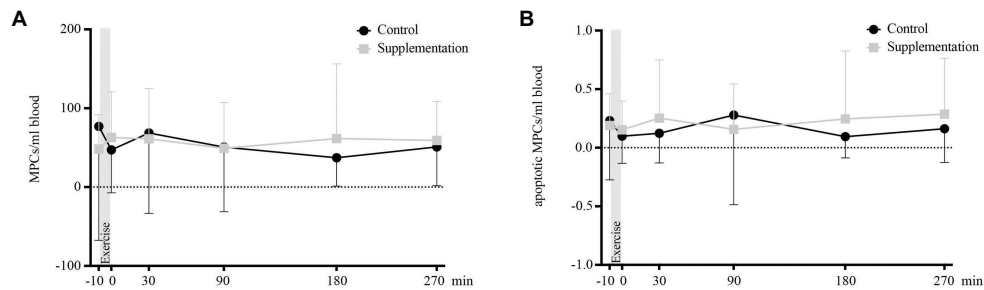 A
MPCs/ml blood
200
100
0
-100
Control
Supplementation
Exercise
-10 0 30 90 180 270 min
B
apoptotic MPCs/ml blood
1.0
0.5
0.0
-0.5
-1.0
Control
Supplementation
Exercise
-10 0 30 90 180 270 min